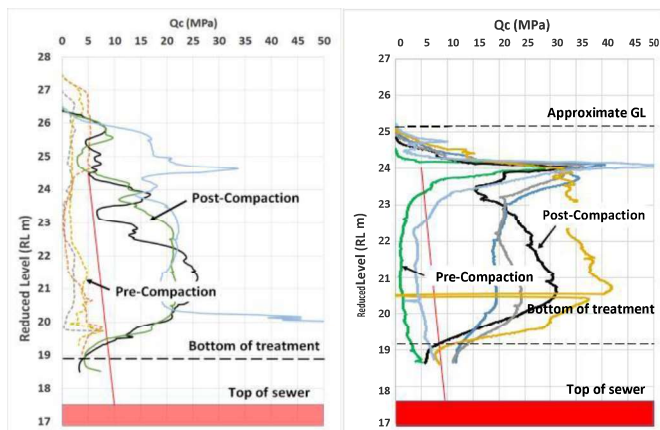 Qc (MPa)
0 5 10 15 20 25 30 35 40 45 50
28
27
26
25
24
23
22
21
20
19
18
17
Reduced Level (RL m)
Post-Compaction
Pre-Compaction
Bottom of treatment
Top of sewer
Qc (MPa)
0 5 10 15 20 25 30 35 40 45 50
26
25
24
23
22
21
20
19
18
17
Reduced Level (RL m)
Approximate GL
Post-Compaction
Pre-Compaction
Bottom of treatment
Top of sewer